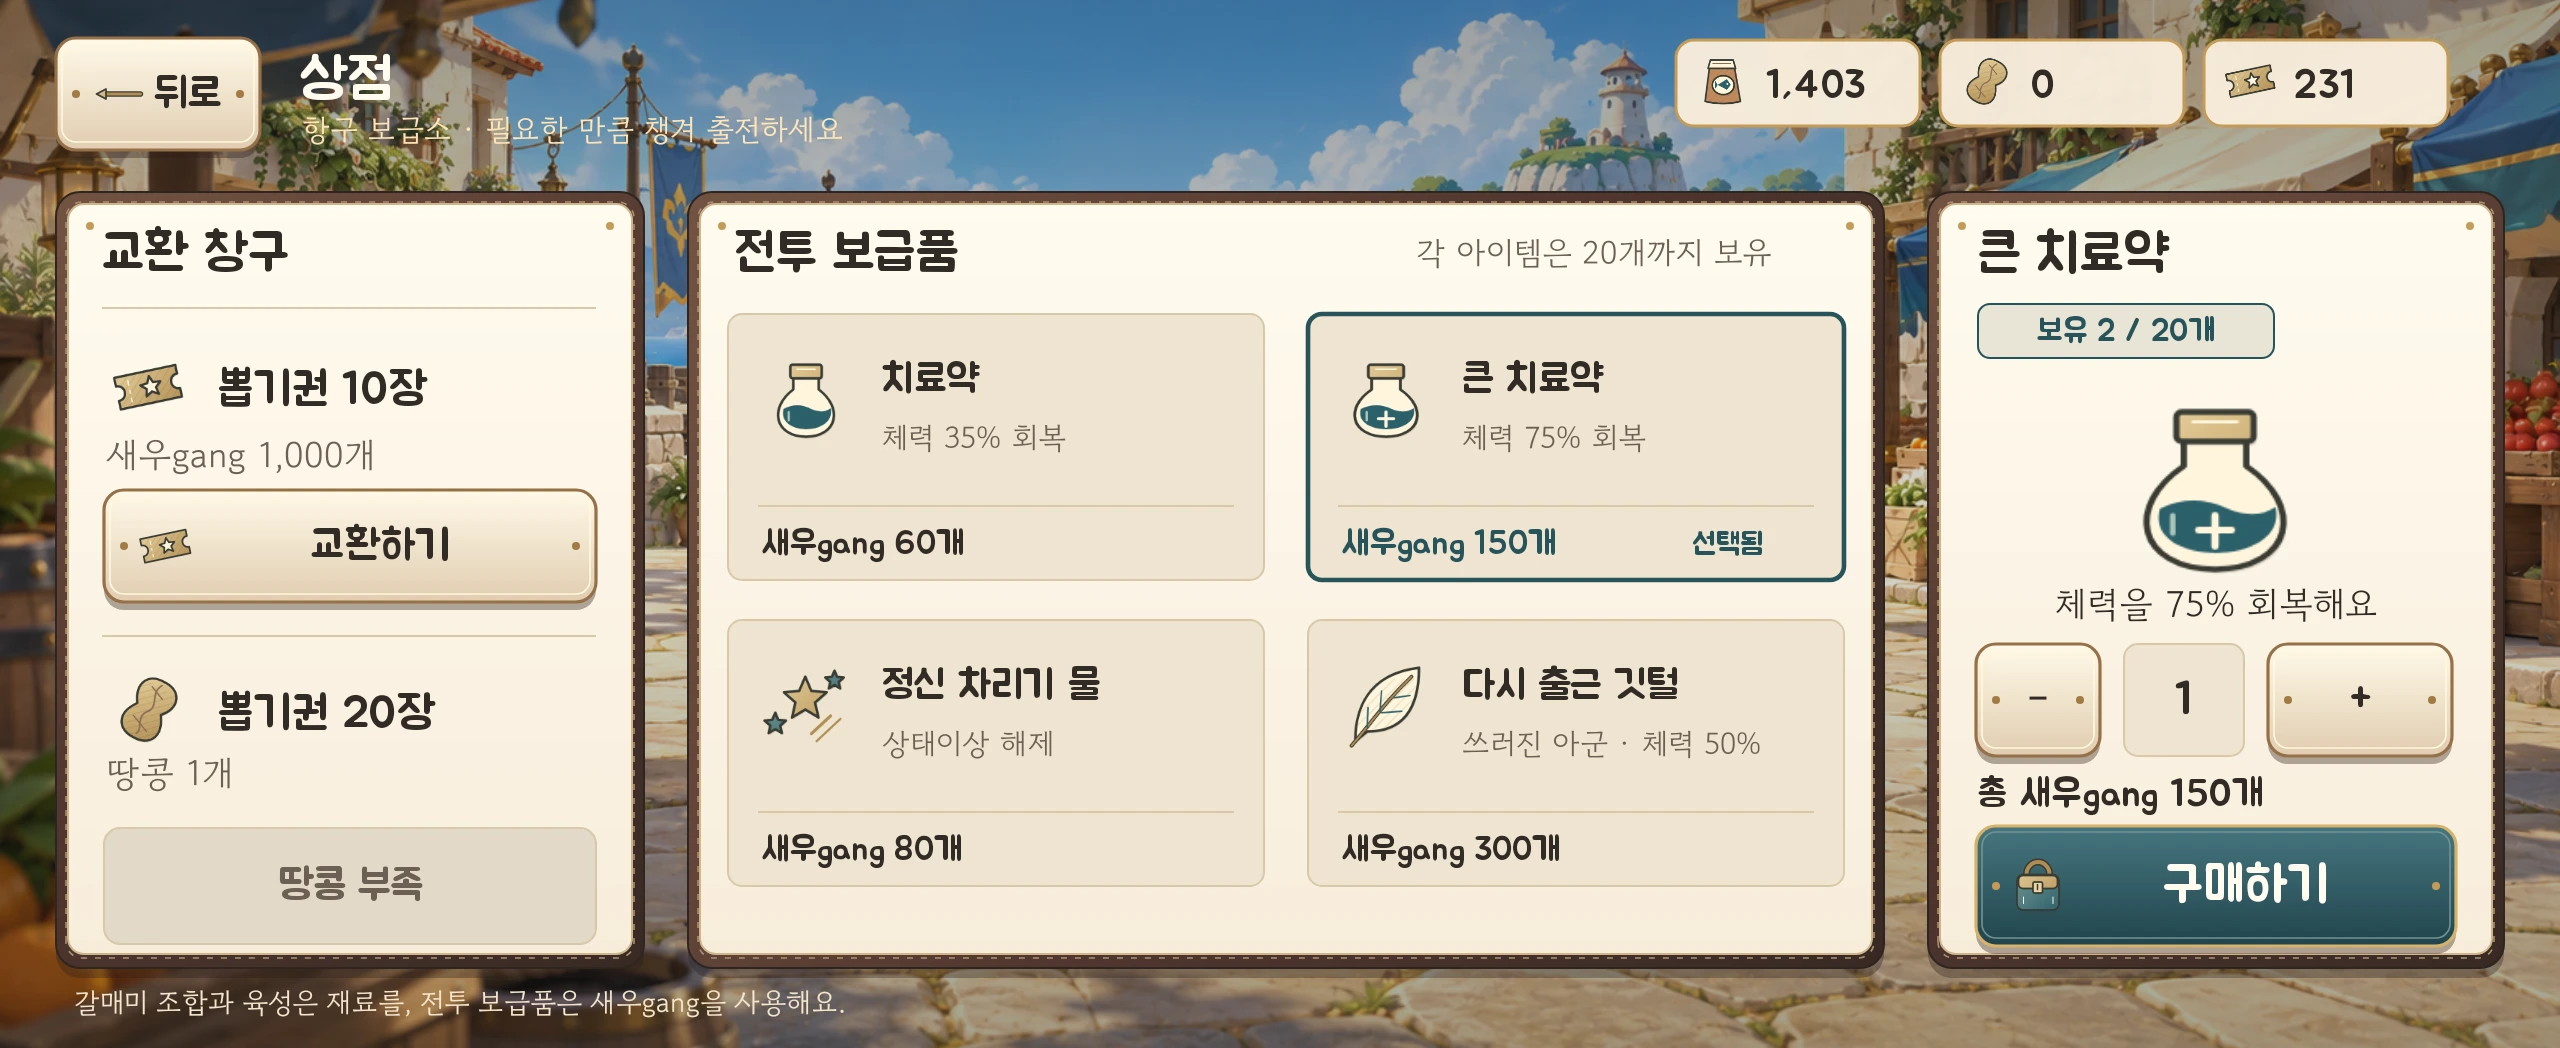 뒤로
상점
항구 보급소 · 필요한 만큼 챙겨 출전하세요
1,403
0
231
교환 창구
뽑기권 10장
새우gang 1,000개
교환하기
뽑기권 20장
땅콩 1개
땅콩 부족
전투 보급품
각 아이템은 20개까지 보유
치료약
체력 35% 회복
새우gang 60개
큰 치료약
체력 75% 회복
새우gang 150개
선택됨
정신 차리기 물
상태이상 해제
새우gang 80개
다시 출근 깃털
쓰러진 아군 · 체력 50%
새우gang 300개
큰 치료약
보유 2 / 20개
체력을 75% 회복해요
− 1 +
총 새우gang 150개
구매하기
갈매미 조합과 육성은 재료를, 전투 보급품은 새우gang을 사용해요.